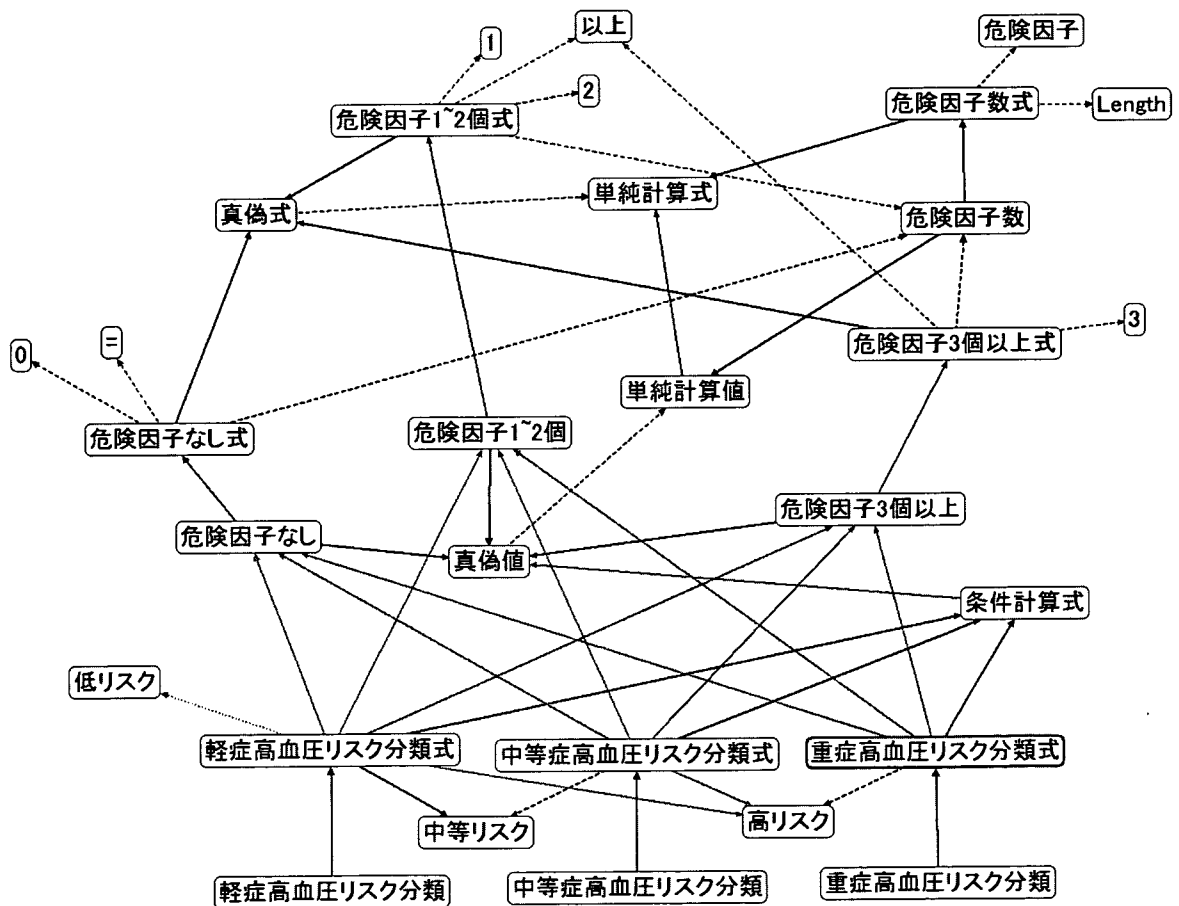 以上
危険因子
1
2
危険因子1~2個式
危険因子数式
Length
真偽式
単純計算式
危険因子数
3
危険因子3個以上式
0
=
単純計算値
危険因子なし式
危険因子1~2個
危険因子3個以上
危険因子なし
真偽値
条件計算式
低リスク
軽症高血圧リスク分類式
中等症高血圧リスク分類式
重症高血圧リスク分類式
中等リスク
高リスク
軽症高血圧リスク分類
中等症高血圧リスク分類
重症高血圧リスク分類